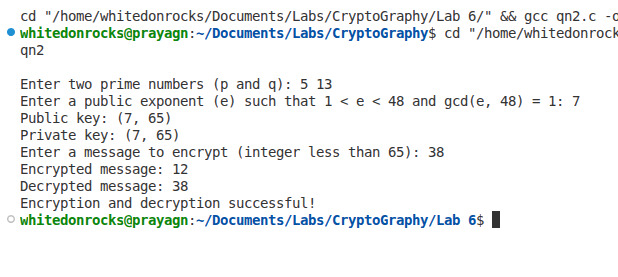 cd "/home/whitedonrocks/Documents/Labs/CryptoGraphy/Lab 6/" && gcc qn2.c -o
whitedonrocks@prayagn:~/Documents/Labs/CryptoGraphy$ cd "/home/whitedonrock
qn2
Enter two prime numbers (p and q): 5 13
Enter a public exponent (e) such that 1 < e < 48 and gcd(e, 48) = 1: 7
Public key: (7, 65)
Private key: (7, 65)
Enter a message to encrypt (integer less than 65): 38
Encrypted message: 12
Decrypted message: 38
Encryption and decryption successful!
whitedonrocks@prayagn:~/Documents/Labs/CryptoGraphy/Lab 6$